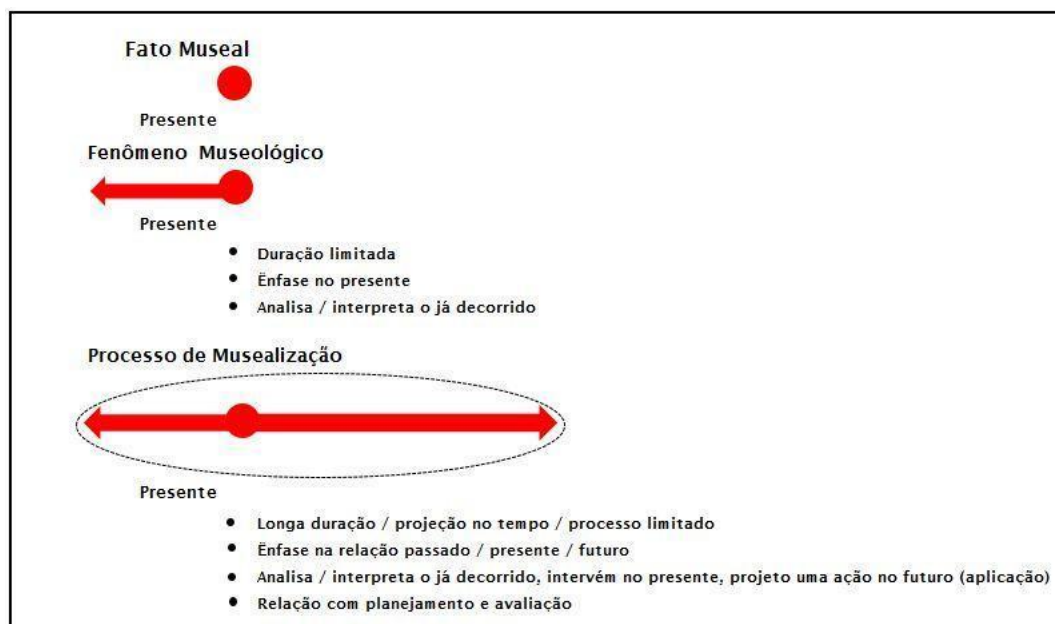 Fato Museal
Presente
Fenômeno Museológico
Presente
• Duração limitada
• Ënfase no presente
• Analisa / interpreta o já decorrido
Processo de Musealização
Presente
• Longa duração / projeção no tempo / processo limitado
• Ënfase na relação passado / presente / futuro
• Analisa / interpreta o já decorrido, intervém no presente, projeto uma ação no futuro (aplicação)
• Relação com planejamento e avaliação